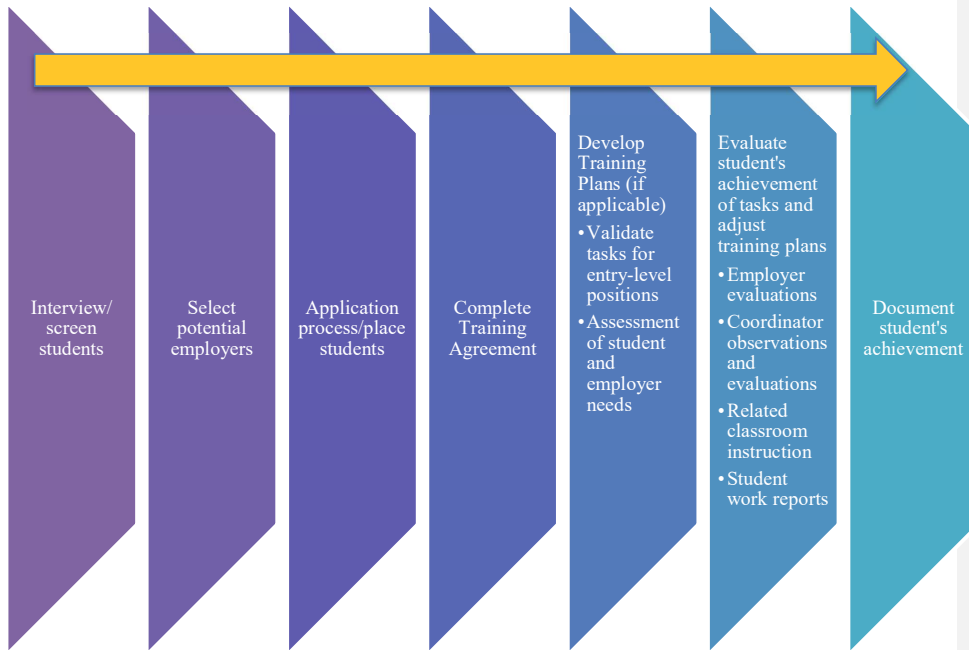 Interview/
screen
students
Select
potential
employers
Application
process/place
students
Complete
Training
Agreement
Develop
Training
Plans (if
applicable)
•Validate
tasks for
entry-level
positions
•Assessment
of student
and
employer
needs
Evaluate
student's
achievement
of tasks and
adjust
training plans
•Employer
evaluations
•Coordinator
observations
and
evaluations
•Related
classroom
instruction
•Student
work reports
Document
student's
achievement